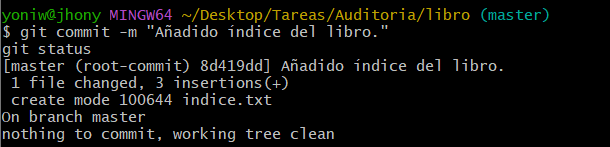 yoniw@jhony MINGW64 ~/Desktop/Tareas/Auditoria/libro (master)
$ git commit -m "Añadido índice del libro."
git status
[master (root-commit) 8d419dd] Añadido índice del libro.
 1 file changed, 3 insertions(+)
 create mode 100644 indice.txt
On branch master
nothing to commit, working tree clean